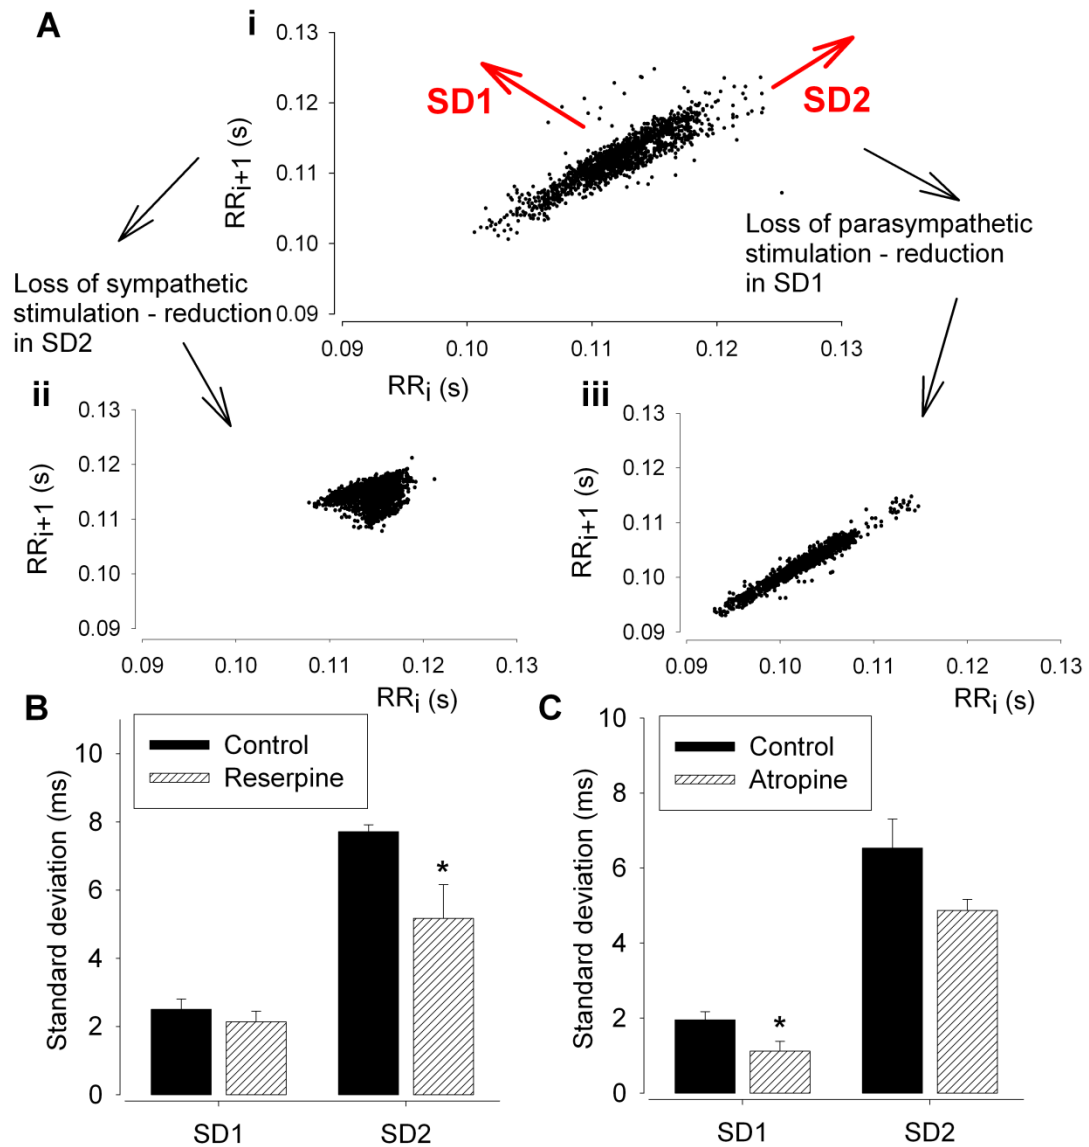 A
i
0.13
0.12
0.11
0.10
0.09
RRi+1 (s)
SD1
SD2
0.09
0.10
0.11
0.12
0.13
RRi (s)
Loss of sympathetic
stimulation - reduction
in SD2
Loss of parasympathetic
stimulation - reduction
in SD1
ii
0.13
0.12
0.11
0.10
0.09
RRi+1 (s)
0.09
0.10
0.11
0.12
0.13
RRi (s)
iii
0.13
0.12
0.11
0.10
0.09
RRi+1 (s)
0.09
0.10
0.11
0.12
0.13
RRi (s)
B
Control
Reserpine
Standard deviation (ms)
10
8
6
4
2
0
*
SD1
SD2
C
Control
Atropine
Standard deviation (ms)
10
8
6
4
2
0
*
SD1
SD2